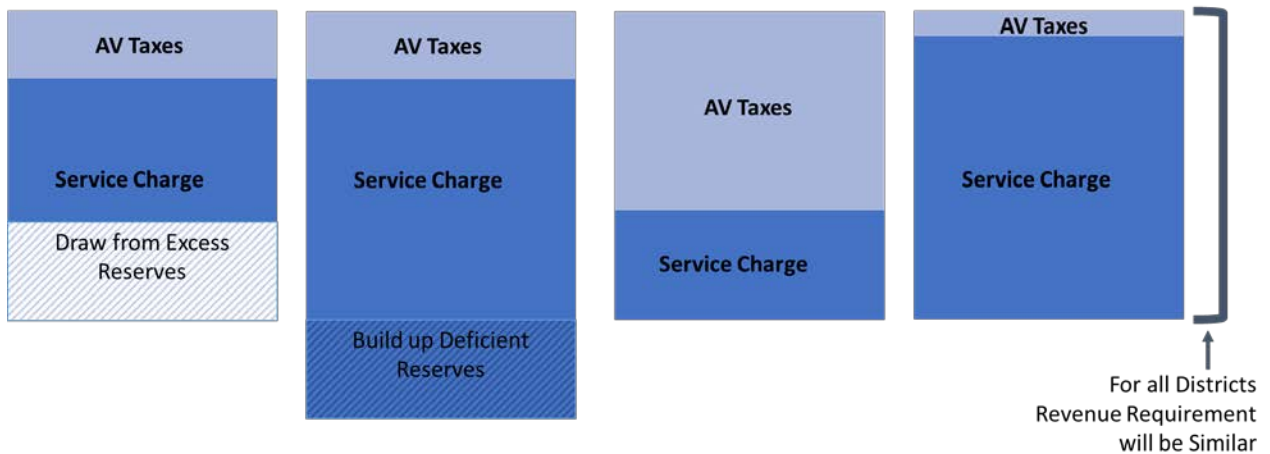 AV Taxes
Service Charge
Draw from Excess
Reserves
AV Taxes
Service Charge
Build up Deficient
Reserves
AV Taxes
Service Charge
AV Taxes
Service Charge
For all Districts
Revenue Requirement
will be Similar